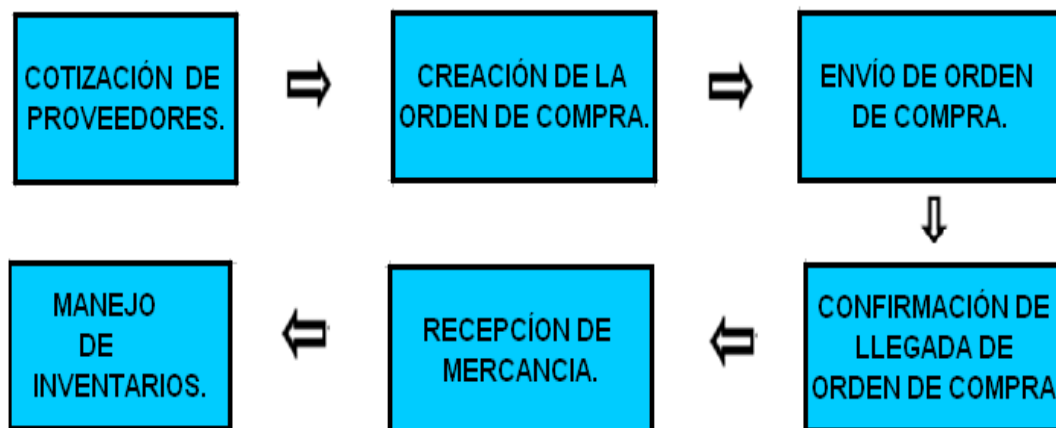 COTIZACIÓN DE
PROVEEDORES.
CREACIÓN DE LA
ORDEN DE COMPRA.
ENVÍO DE ORDEN
DE COMPRA.
CONFIRMACIÓN DE
LLEGADA DE
ORDEN DE COMPRA
RECEPCÍON DE
MERCANCIA.
MANEJO
DE
INVENTARIOS.